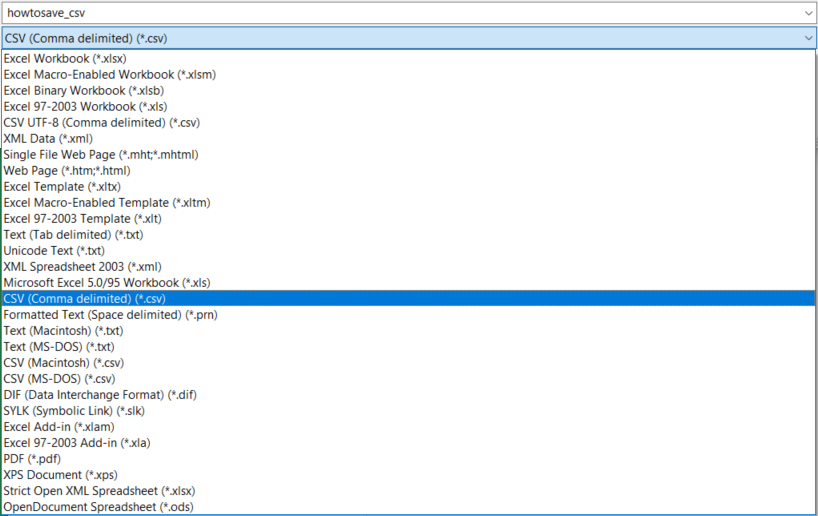 howtosave_csv
CSV (Comma delimited) (*.csv)
Excel Workbook (*.xlsx)
Excel Macro-Enabled Workbook (*.xlsm)
Excel Binary Workbook (*.xlsb)
Excel 97-2003 Workbook (*.xls)
CSV UTF-8 (Comma delimited) (*.csv)
XML Data (*.xml)
Single File Web Page (*.mht;*.mhtml)
Web Page (*.htm;*.html)
Excel Template (*.xltx)
Excel Macro-Enabled Template (*.xltm)
Excel 97-2003 Template (*.xlt)
Text (Tab delimited) (*.txt)
Unicode Text (*.txt)
XML Spreadsheet 2003 (*.xml)
Microsoft Excel 5.0/95 Workbook (*.xls)
CSV (Comma delimited) (*.csv)
Formatted Text (Space delimited) (*.prn)
Text (Macintosh) (*.txt)
Text (MS-DOS) (*.txt)
CSV (Macintosh) (*.csv)
CSV (MS-DOS) (*.csv)
DIF (Data Interchange Format) (*.dif)
SYLK (Symbolic Link) (*.slk)
Excel Add-in (*.xlam)
Excel 97-2003 Add-in (*.xla)
PDF (*.pdf)
XPS Document (*.xps)
Strict Open XML Spreadsheet (*.xlsx)
OpenDocument Spreadsheet (*.ods)